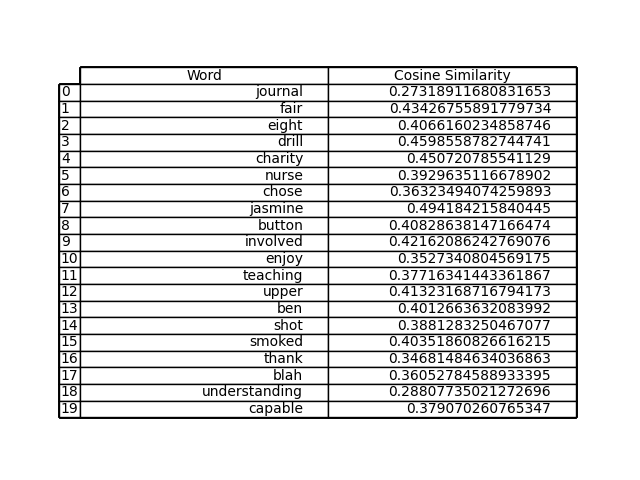 Word Cosine Similarity
0 journal 0.27318911680831653
1 fair 0.43426755891779734
2 eight 0.4066160234858746
3 drill 0.4598558782744741
4 charity 0.450720785541129
5 nurse 0.3929635116678902
6 chose 0.36323494074259893
7 jasmine 0.494184215840445
8 button 0.40828638147166474
9 involved 0.42162086242769076
10 enjoy 0.3527340804569175
11 teaching 0.37716341443361867
12 upper 0.41323168716794173
13 ben 0.4012663632083992
14 shot 0.3881283250467077
15 smoked 0.40351860826616215
16 thank 0.34681484634036863
17 blah 0.36052784588933395
18 understanding 0.28807735021272696
19 capable 0.379070260765347